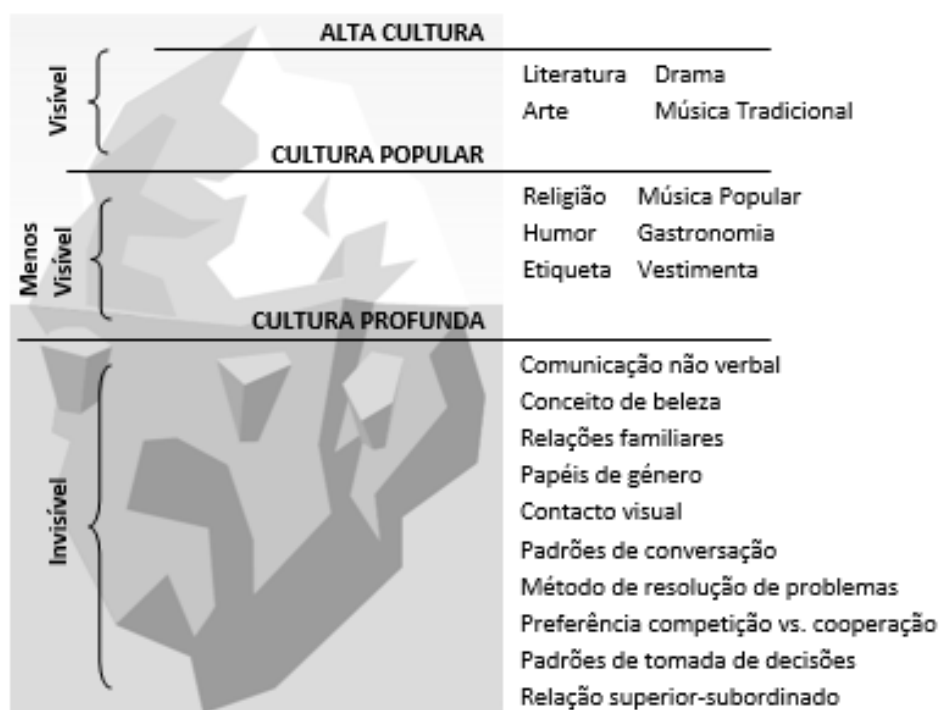 ALTA CULTURA
Visível
Literatura Drama
Arte Música Tradicional
CULTURA POPULAR
Menos
Visível
Religião Música Popular
Humor Gastronomia
Etiqueta Vestimenta
CULTURA PROFUNDA
Invisível
Comunicação não verbal
Conceito de beleza
Relações familiares
Papéis de género
Contacto visual
Padrões de conversação
Método de resolução de problemas
Preferência competição vs. cooperação
Padrões de tomada de decisões
Relação superior-subordinado